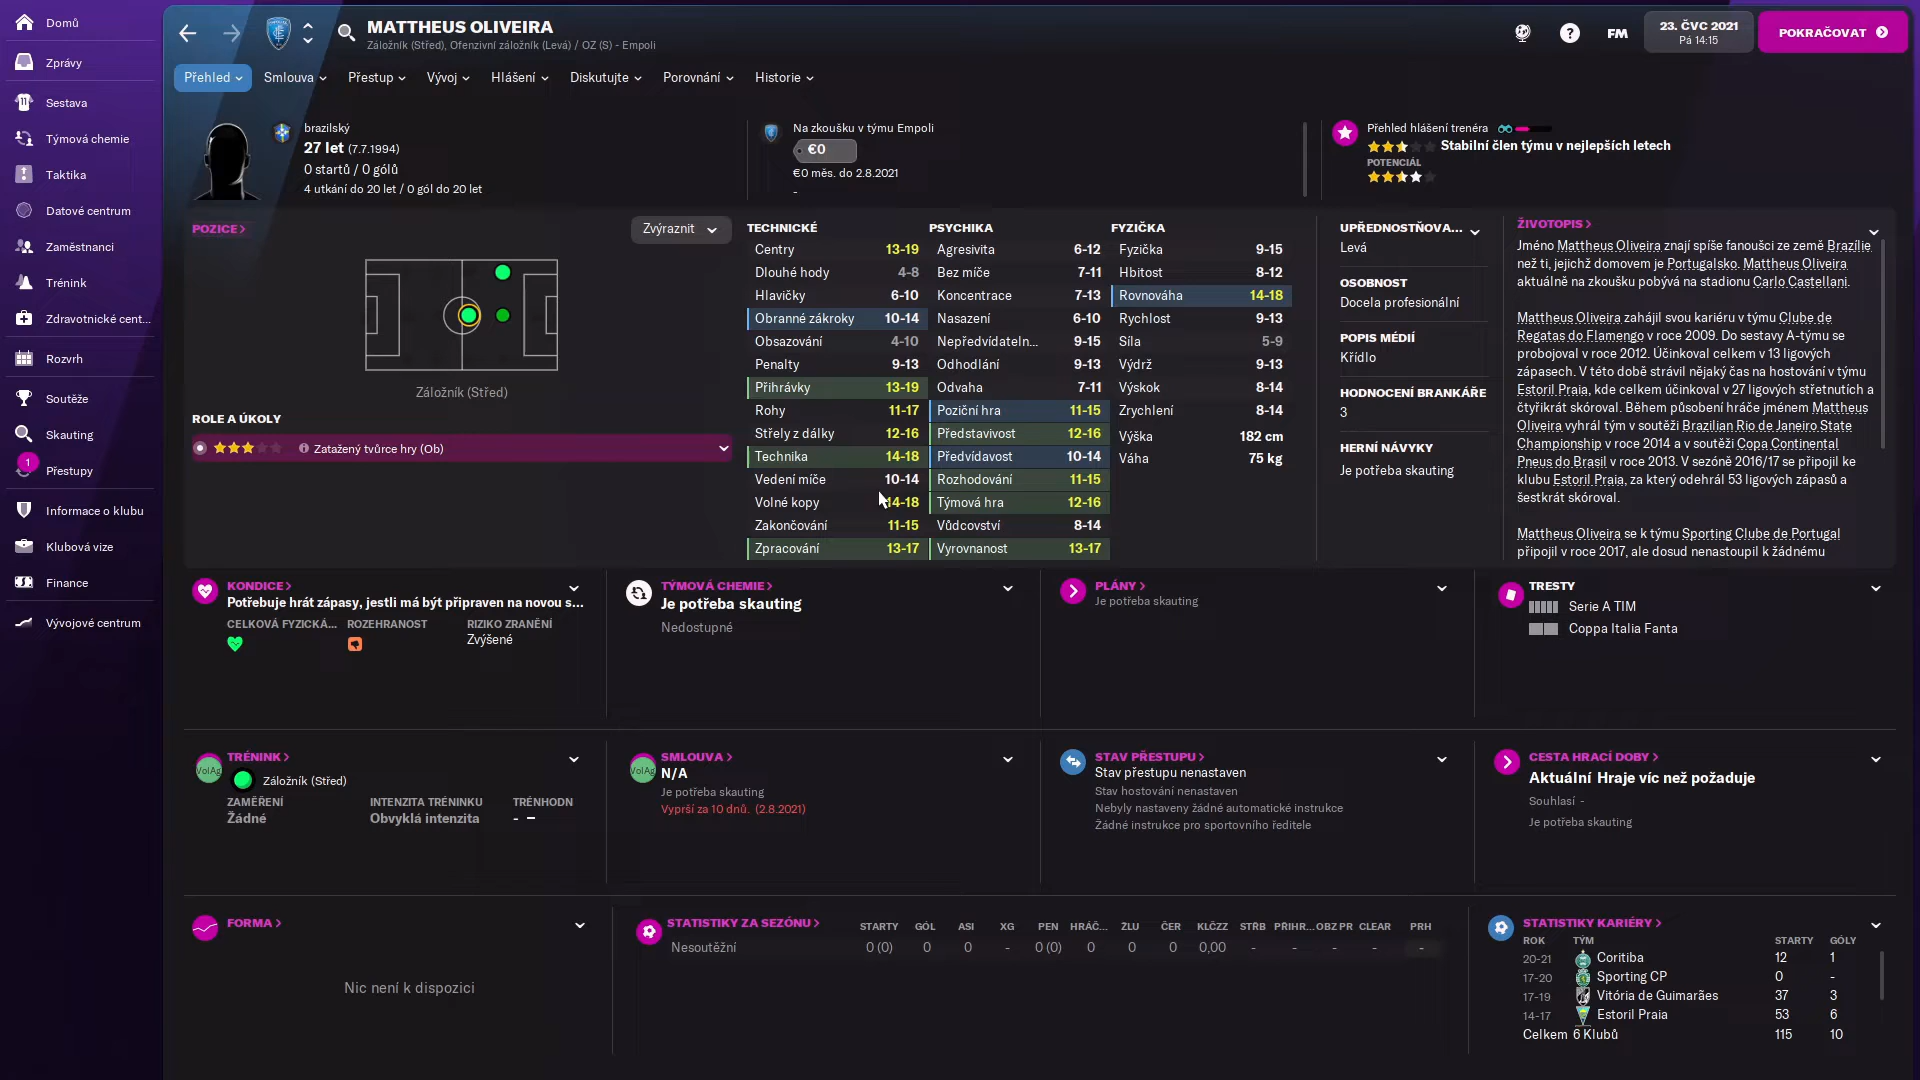 Domů
Zprávy
Sestava
Týmová chemie
Taktika
Datové centrum
Zaměstnanci
Trénink
Zdravotnické cent...
Rozvrh
Soutěže
Skauting
1
Přestupy
Informace o klubu
Klubová vize
Finance
Vývojové centrum
MATTHEUS OLIVEIRA
Záložník (Střed), Ofenzivní záložník (Levá) / OZ (S) - Empoli
FM
23. ČVC 2021
Pá 14:15
POKRAČOVAT
Přehled
Smlouva
Přestup
Vývoj
Hlášení
Diskutujte
Porovnání
Historie
brazilský
27 let (7.7.1994)
0 startů / 0 gólů
4 utkání do 20 let / 0 gól do 20 let
Na zkoušku v týmu Empoli
€0
€0 měs. do 2.8.2021
-
Přehled hlášení trenéra
Stabilní člen týmu v nejlepších letech
POTENCIÁL
POZICE >
Zvýraznit
Záložník (Střed)
ROLE A ÚKOLY
Zatažený tvůrce hry (Ob)
TECHNICKÉ
Centry 13-19
Dlouhé hody 4-8
Hlavičky 6-10
Obranné zákroky 10-14
Obsazování 4-10
Penalty 9-13
Přihrávky 13-19
Rohy 11-17
Střely z dálky 12-16
Technika 14-18
Vedení míče 10-14
Volné kopy 14-18
Zakončování 11-15
Zpracování 13-17
PSYCHIKA
Agresivita 6-12
Bez míče 7-11
Koncentrace 7-13
Nasazení 6-10
Nepředvídateln... 9-15
Odhodlání 9-13
Odvaha 7-11
Poziční hra 11-15
Představivost 12-16
Předvídavost 10-14
Rozhodování 11-15
Týmová hra 12-16
Vůdcovství 8-14
Vyrovnanost 13-17
FYZIČKA
Fyzička 9-15
Hbitost 8-12
Rovnováha 14-18
Rychlost 9-13
Síla 5-9
Výdrž 9-13
Výskok 8-14
Zrychlení 8-14
Výška 182 cm
Váha 75 kg
UPŘEDNOSTŇOVA...
Levá
OSOBNOST
Docela profesionální
POPIS MÉDIÍ
Křídlo
HODNOCENÍ BRANKÁŘE
3
HERNÍ NÁVYKY
Je potřeba skauting
ŽIVOTOPIS >
Jméno Mattheus Oliveira znají spíše fanoušci ze země Brazílie
než ti, jejichž domovem je Portugalsko. Mattheus Oliveira
aktuálně na zkoušku pobývá na stadionu Carlo Castellani.
Mattheus Oliveira zahájil svou kariéru v týmu Clube de
Regatas do Flamengo v roce 2009. Do sestavy A-týmu se
probojoval v roce 2012. Účinkoval celkem v 13 ligových
zápasech. V této době strávil nějaký čas na hostování v týmu
Estoril Praia, kde celkem účinkoval v 27 ligových střetnutích a
čtyřikrát skóroval. Během působení hráče jménem Mattheus
Oliveira vyhrál tým v soutěži Brazilian Rio de Janeiro State
Championship v roce 2014 a v soutěži Copa Continental
Pneus do Brasil v roce 2013. V sezóně 2016/17 se připojil ke
klubu Estoril Praia, za který odehrál 53 ligových zápasů a
šestkrát skóroval.
Mattheus Oliveira se k týmu Sporting Clube de Portugal
připojil v roce 2017, ale dosud nenastoupil k žádnému
KONDICE >
Potřebuje hrát zápasy, jestli má být připraven na novou s...
CELKOVÁ FYZICKÁ... ROZEHRANOST RIZIKO ZRANĚNÍ
Zvýšené
TÝMOVÁ CHEMIE >
Je potřeba skauting
Nedostupné
PLÁNY >
Je potřeba skauting
TRESTY
Serie A TIM
Coppa Italia Fanta
TRÉNINK >
VolAg
Záložník (Střed)
ZAMĚŘENÍ INTENZITA TRÉNINKU TRÉNHODN
Žádné Obvyklá intenzita - –
SMLOUVA >
VolAg
N/A
Je potřeba skauting
Vyprší za 10 dnů. (2.8.2021)
STAV PŘESTUPU >
Stav přestupu nenastaven
Stav hostování nenastaven
Nebyly nastaveny žádné automatické instrukce
Žádné instrukce pro sportovního ředitele
CESTA HRACÍ DOBY >
Aktuální Hraje víc než požaduje
Souhlasí -
Je potřeba skauting
FORMA >
Nic není k dispozici
STATISTIKY ZA SEZÓNU > STARTY GÓL ASI XG PEN HRÁČ... ŽLU ČER KLČZZ STŘB PŘIHR... OBZ PR CLEAR PRH
Nesoutěžní 0 (0) 0 0 - 0 (0) 0 0 0 0,00 - - - - -
STATISTIKY KARIÉRY >
ROK TÝM STARTY GÓLY
20-21 Coritiba 12 1
17-20 Sporting CP 0 -
17-19 Vitória de Guimarães 37 3
14-17 Estoril Praia 53 6
Celkem 6 Klubů 115 10